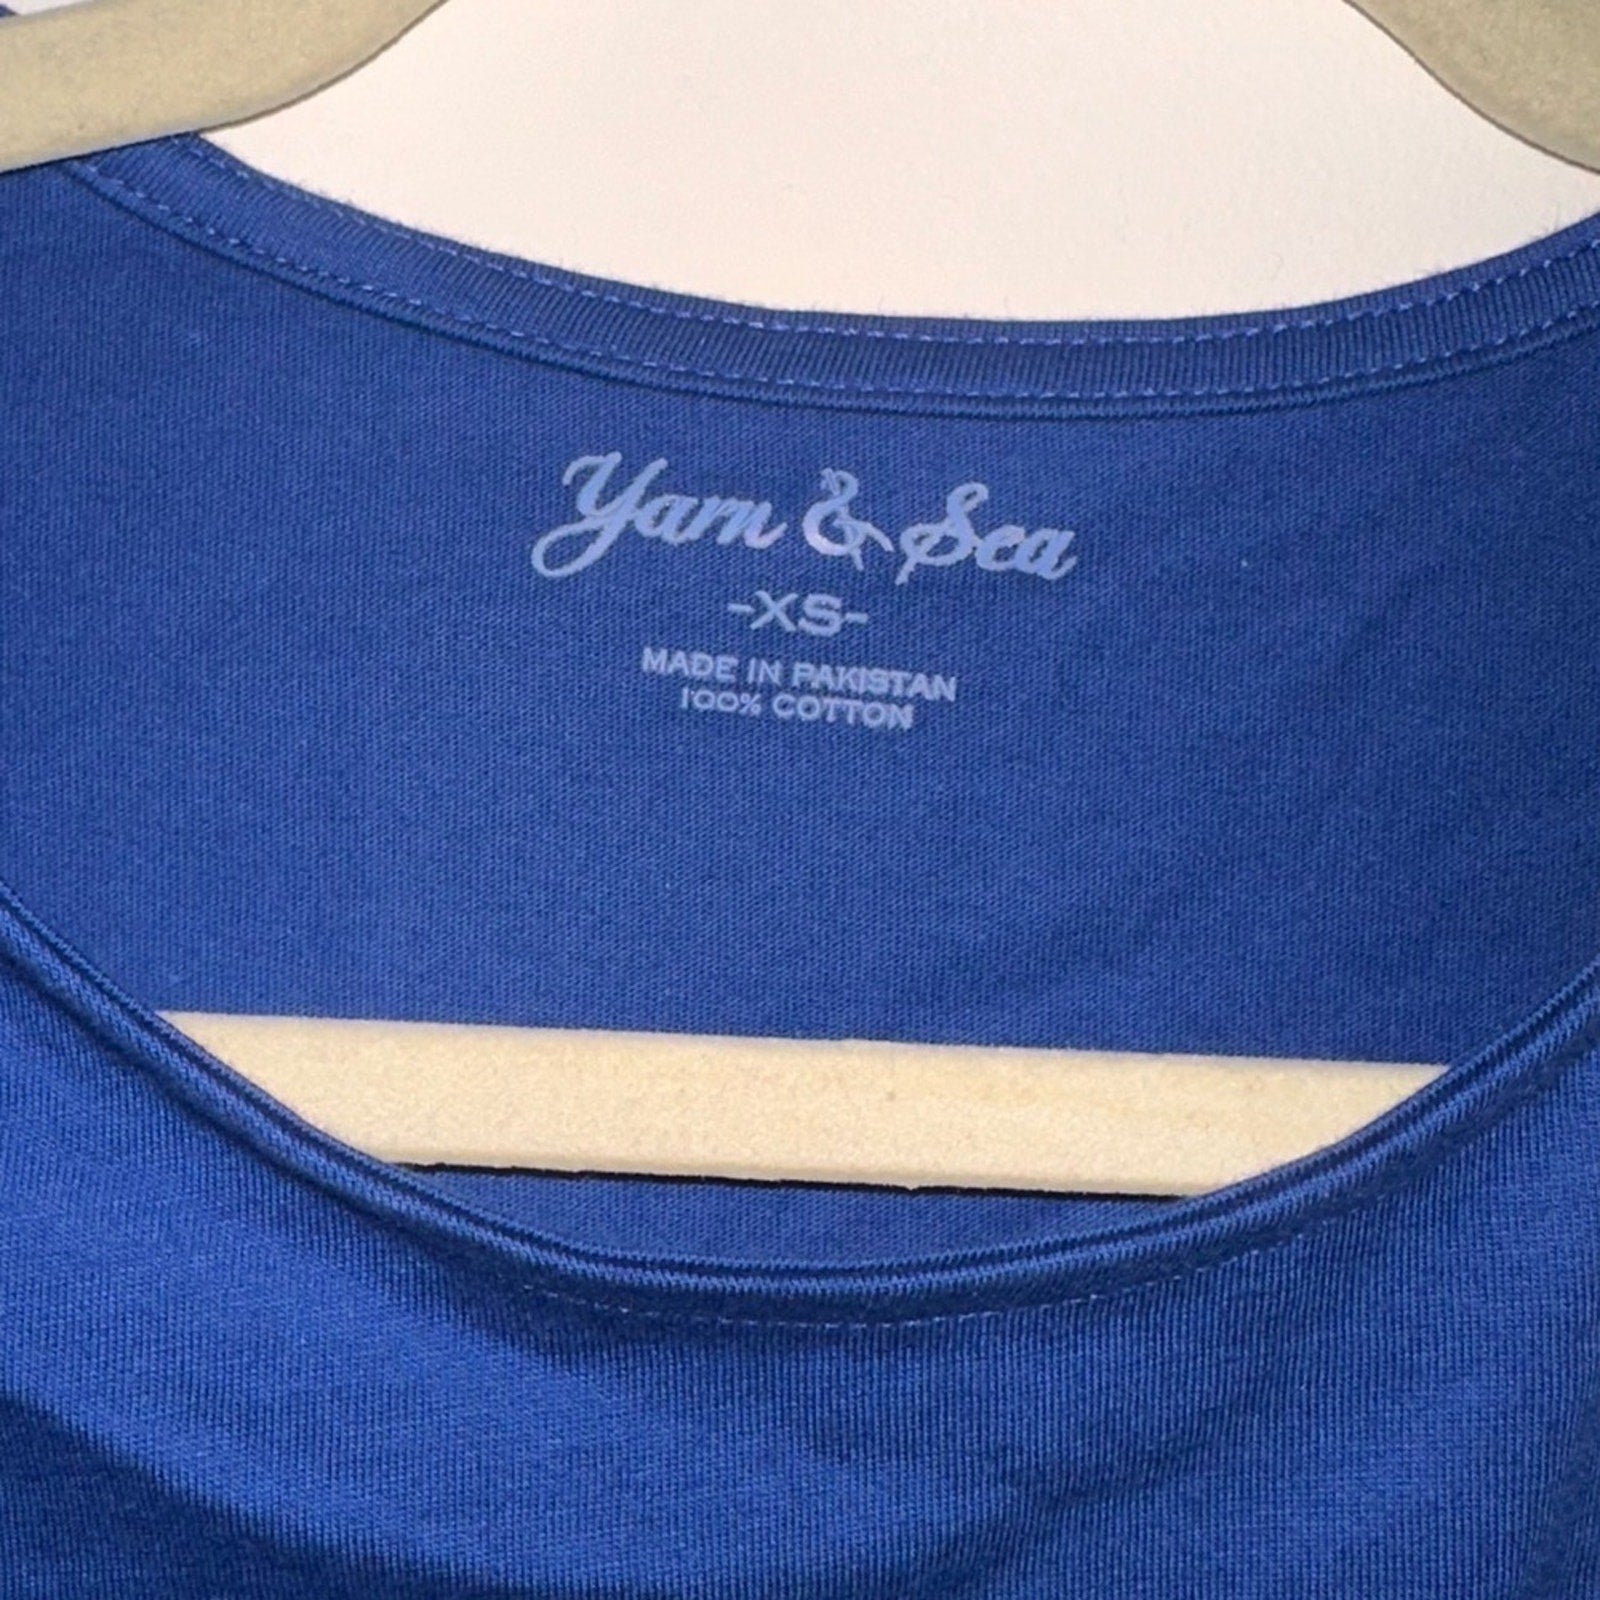 Yarn & Sea
-XS-
MADE IN PAKISTAN
100% COTTON